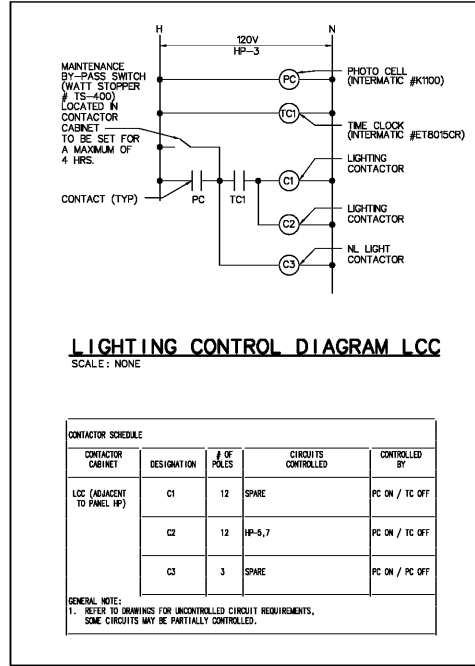 H
N
120V
HP-3
MAINTENANCE
BY-PASS SWITCH
(WATT STOPPER
# TS-400)
LOCATED IN
CONTACTOR
CABINET
TO BE SET FOR
A MAXIMUM OF
4 HRS.
CONTACT (TYP)
PC
TC1
PC
PHOTO CELL
(INTERMATIC #K1100)
TC1
TIME CLOCK
(INTERMATIC #ET8015CR)
C1
LIGHTING
CONTACTOR
C2
LIGHTING
CONTACTOR
C3
NL LIGHT
CONTACTOR
LIGHTING CONTROL DIAGRAM LCC
SCALE: NONE
CONTACTOR SCHEDULE
CONTACTOR CABINET DESIGNATION # OF POLES CIRCUITS CONTROLLED CONTROLLED BY
LCC (ADJACENT TO PANEL HP) C1 12 SPARE PC ON / TC OFF
C2 12 HP-5,7 PC ON / TC OFF
C3 3 SPARE PC ON / PC OFF
GENERAL NOTE:
1. REFER TO DRAWINGS FOR UNCONTROLLED CIRCUIT REQUIREMENTS,
SOME CIRCUITS MAY BE PARTIALLY CONTROLLED.